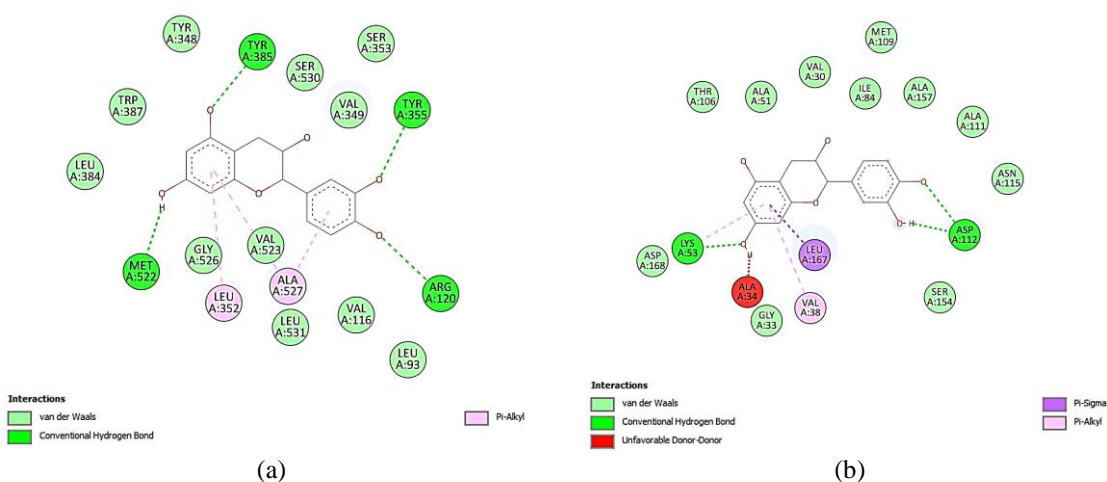 TYR
A:348
TYR
A:385
SER
A:530
SER
A:353
TRP
A:387
VAL
A:349
TYR
A:355
LEU
A:384
O
O
O
O
O
O
H
MET
A:522
GLY
A:526
VAL
A:523
LEU
A:352
ALA
A:527
ARG
A:120
LEU
A:531
VAL
A:116
LEU
A:93
Interactions
van der Waals
Conventional Hydrogen Bond
Pi-Alkyl
(a)
MET
A:109
VAL
A:30
THR
A:106
ALA
A:51
ILE
A:84
ALA
A:157
ALA
A:111
ASN
A:115
O
O
O
O
O
O H
H
ASP
A:112
LYS
A:53
ASP
A:168
LEU
A:167
ALA
A:34
GLY
A:33
VAL
A:38
SER
A:154
Interactions
van der Waals
Conventional Hydrogen Bond
Unfavorable Donor-Donor
Pi-Sigma
Pi-Alkyl
(b)